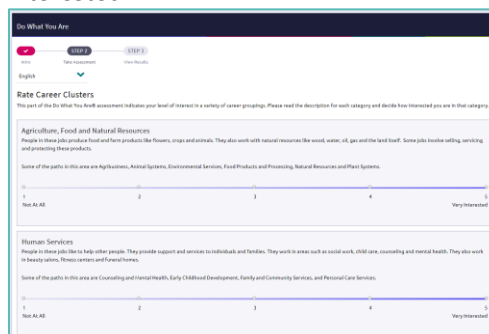 Do What You Are
STEP 2
STEP 3
Intro
Take Assessment
View Results
English
Rate Career Clusters
This part of the Do What You Are® assessment indicates your level of interest in a variety of career groupings. Please read the description for each category and decide how interested you are in that category.
Agriculture, Food and Natural Resources
People in these jobs produce food and farm products like flowers, crops and animals. They also work with natural resources like wood, water, oil, gas and the land itself. Some jobs involve selling, servicing
and protecting these products.
Some of the paths in this area are Agribusiness, Animal Systems, Environmental Services, Food Products and Processing, Natural Resources and Plant Systems.
2 3 4 5
Not At All Very Interested
Human Services
People in these jobs like to help other people. They provide support and services to individuals and families. They work in areas such as social work, child care, counseling and mental health. They also work
in beauty salons, fitness centers and funeral homes.
Some of the paths in this area are Counseling and Mental Health, Early Childhood Development, Family and Community Services, and Personal Care Services.
2 3 4 5
Not At All Very Interested